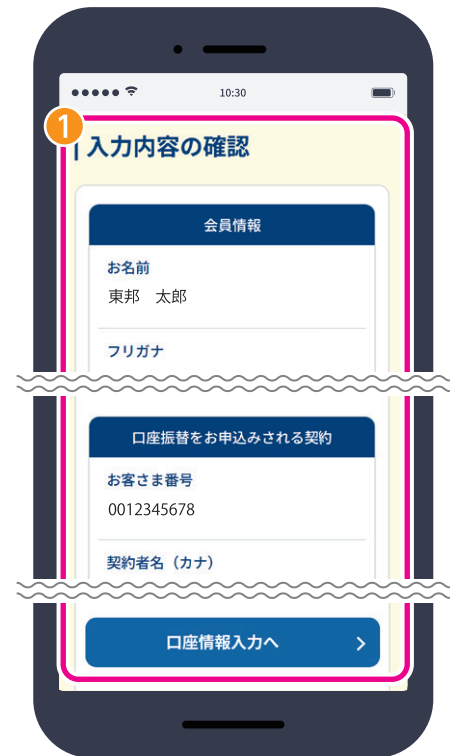 10:30
1
入力内容の確認
会員情報
お名前
東邦　太郎
フリガナ
口座振替をお申込みされる契約
お客さま番号
0012345678
契約者名（カナ）
口座情報入力へ